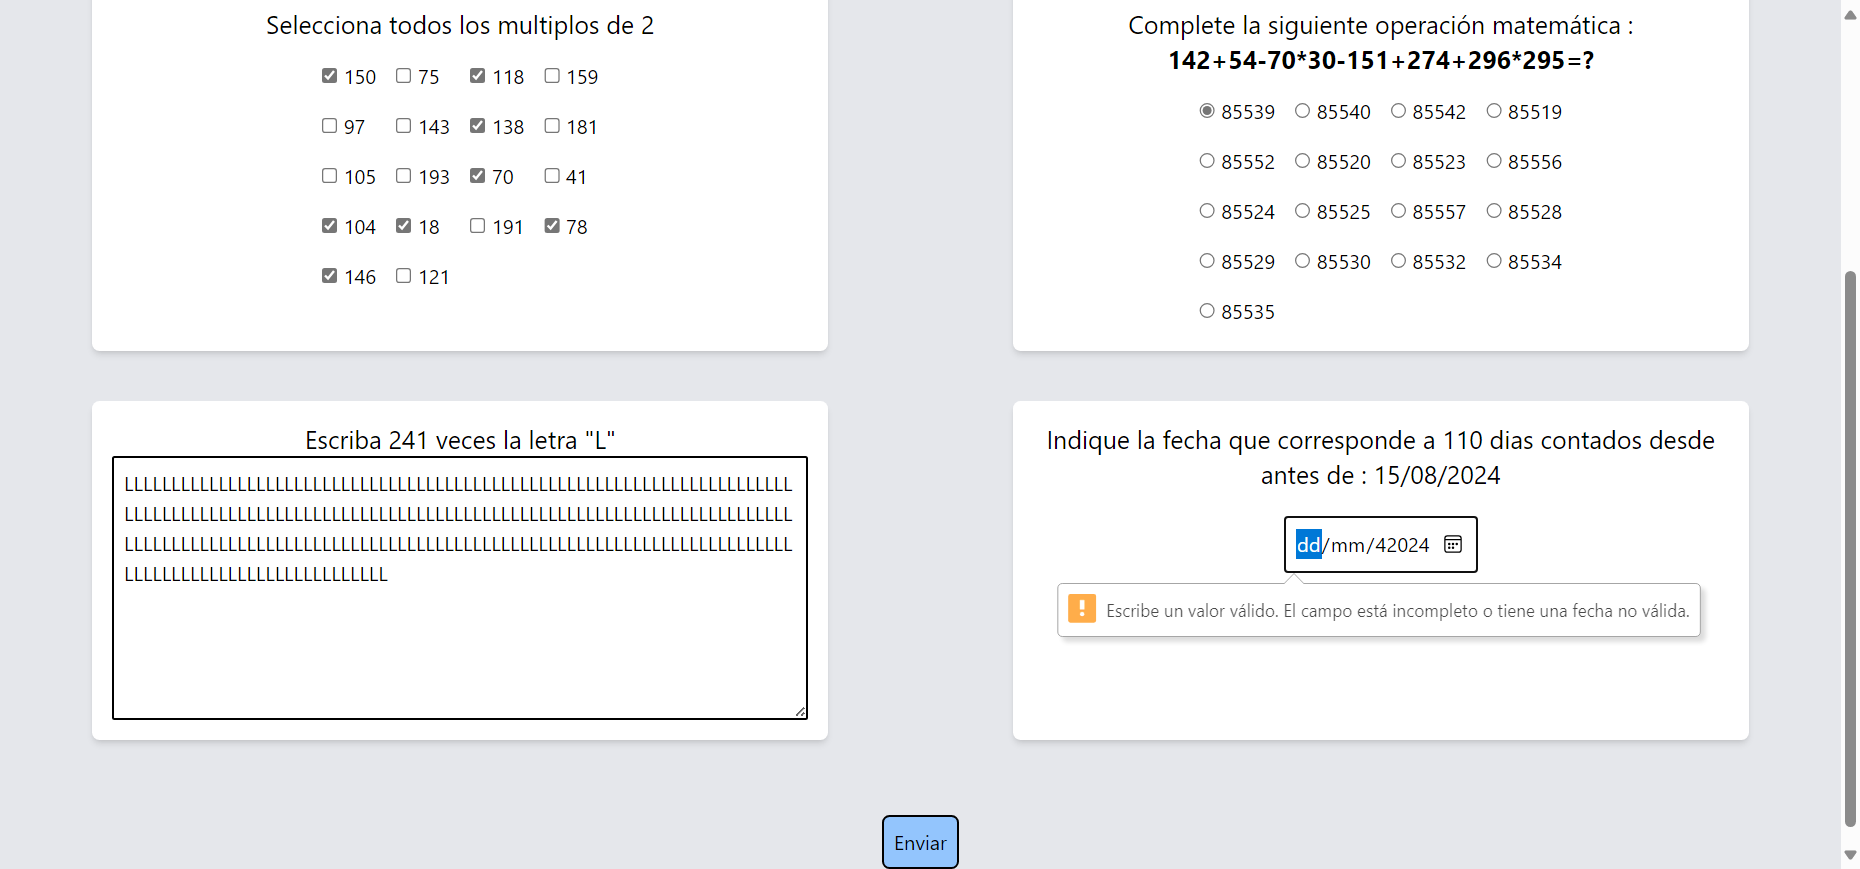 Selecciona todos los multiplos de 2
150 75 118 159
97 143 138 181
105 193 70 41
104 18 191 78
146 121
Complete la siguiente operación matemática :
142+54-70*30-151+274+296*295=?
85539 85540 85542 85519
85552 85520 85523 85556
85524 85525 85557 85528
85529 85530 85532 85534
85535
Escriba 241 veces la letra "L"
LLLLLLLLLLLLLLLLLLLLLLLLLLLLLLLLLLLLLLLLLLLLLLLLLLLLLLLLLLLLLLLLLLLLLLL
LLLLLLLLLLLLLLLLLLLLLLLLLLLLLLLLLLLLLLLLLLLLLLLLLLLLLLLLLLLLLLLLLLLLLLL
LLLLLLLLLLLLLLLLLLLLLLLLLLLLLLLLLLLLLLLLLLLLLLLLLLLLLLLLLLLLLLLLLLLLLLL
LLLLLLLLLLLLLLLLLLLLLLLLLLLL
Indique la fecha que corresponde a 110 dias contados desde
antes de : 15/08/2024
dd/mm/42024
Escribe un valor válido. El campo está incompleto o tiene una fecha no válida.
Enviar